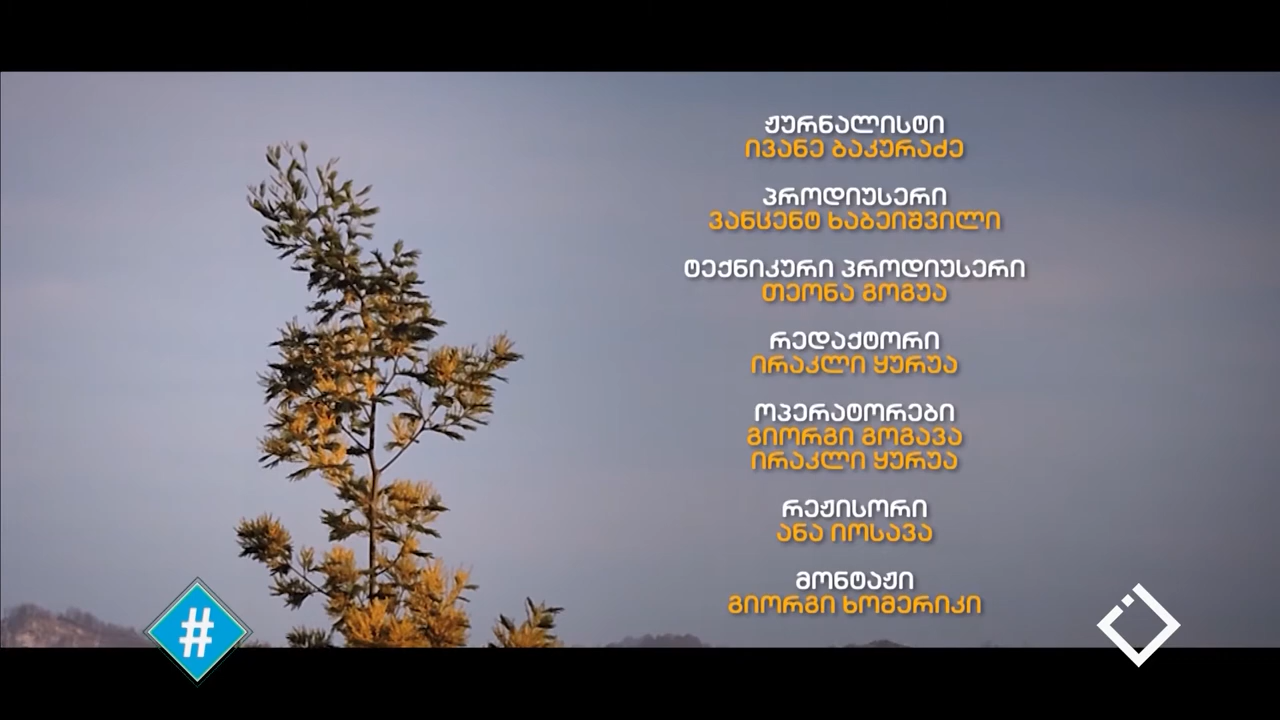 ჟურნალისტი
ივანე ბაკურაძე
პროდიუსერი
ვანცენტ ხაბეიშვილი
ტექნიკური პროდიუსერი
თეონა გოგუა
რედაქტორი
ირაკლი ყურუა
ოპერატორები
გიორგი გოგავა
ირაკლი ყურუა
რეჟისორი
ანა იოსავა
მონტაჟი
გიორგი ხომერიკი
#